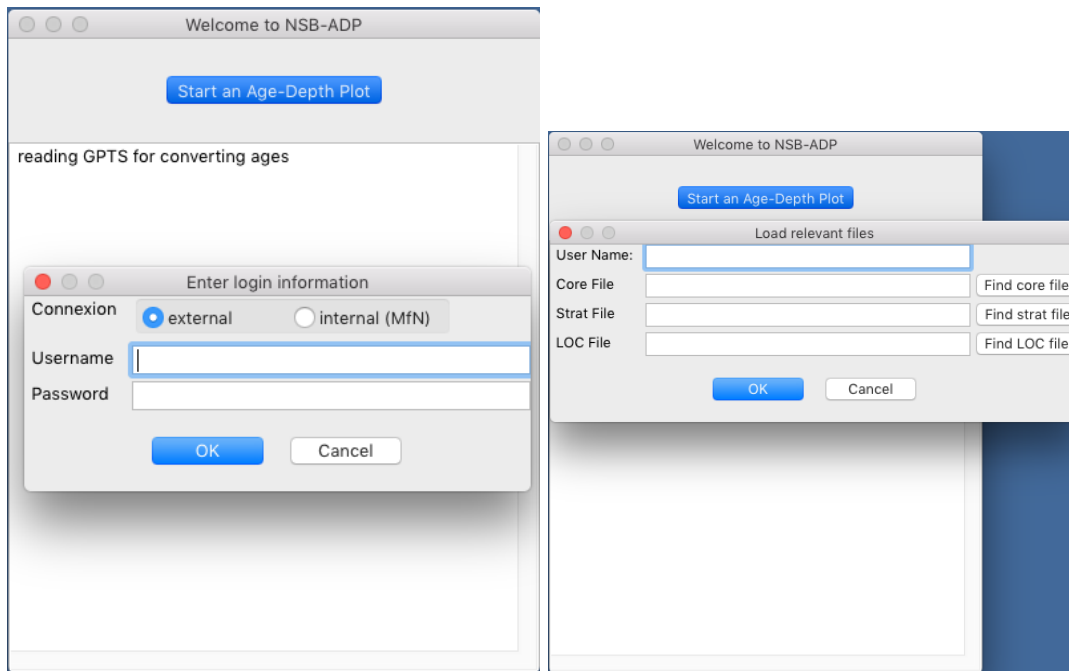 Welcome to NSB-ADP
Start an Age-Depth Plot
reading GPTS for converting ages
Enter login information
Connexion external internal (MfN)
Username
Password
OK Cancel
Welcome to NSB-ADP
Start an Age-Depth Plot
Load relevant files
User Name:
Core File Find core file
Strat File Find strat file
LOC File Find LOC file
OK Cancel